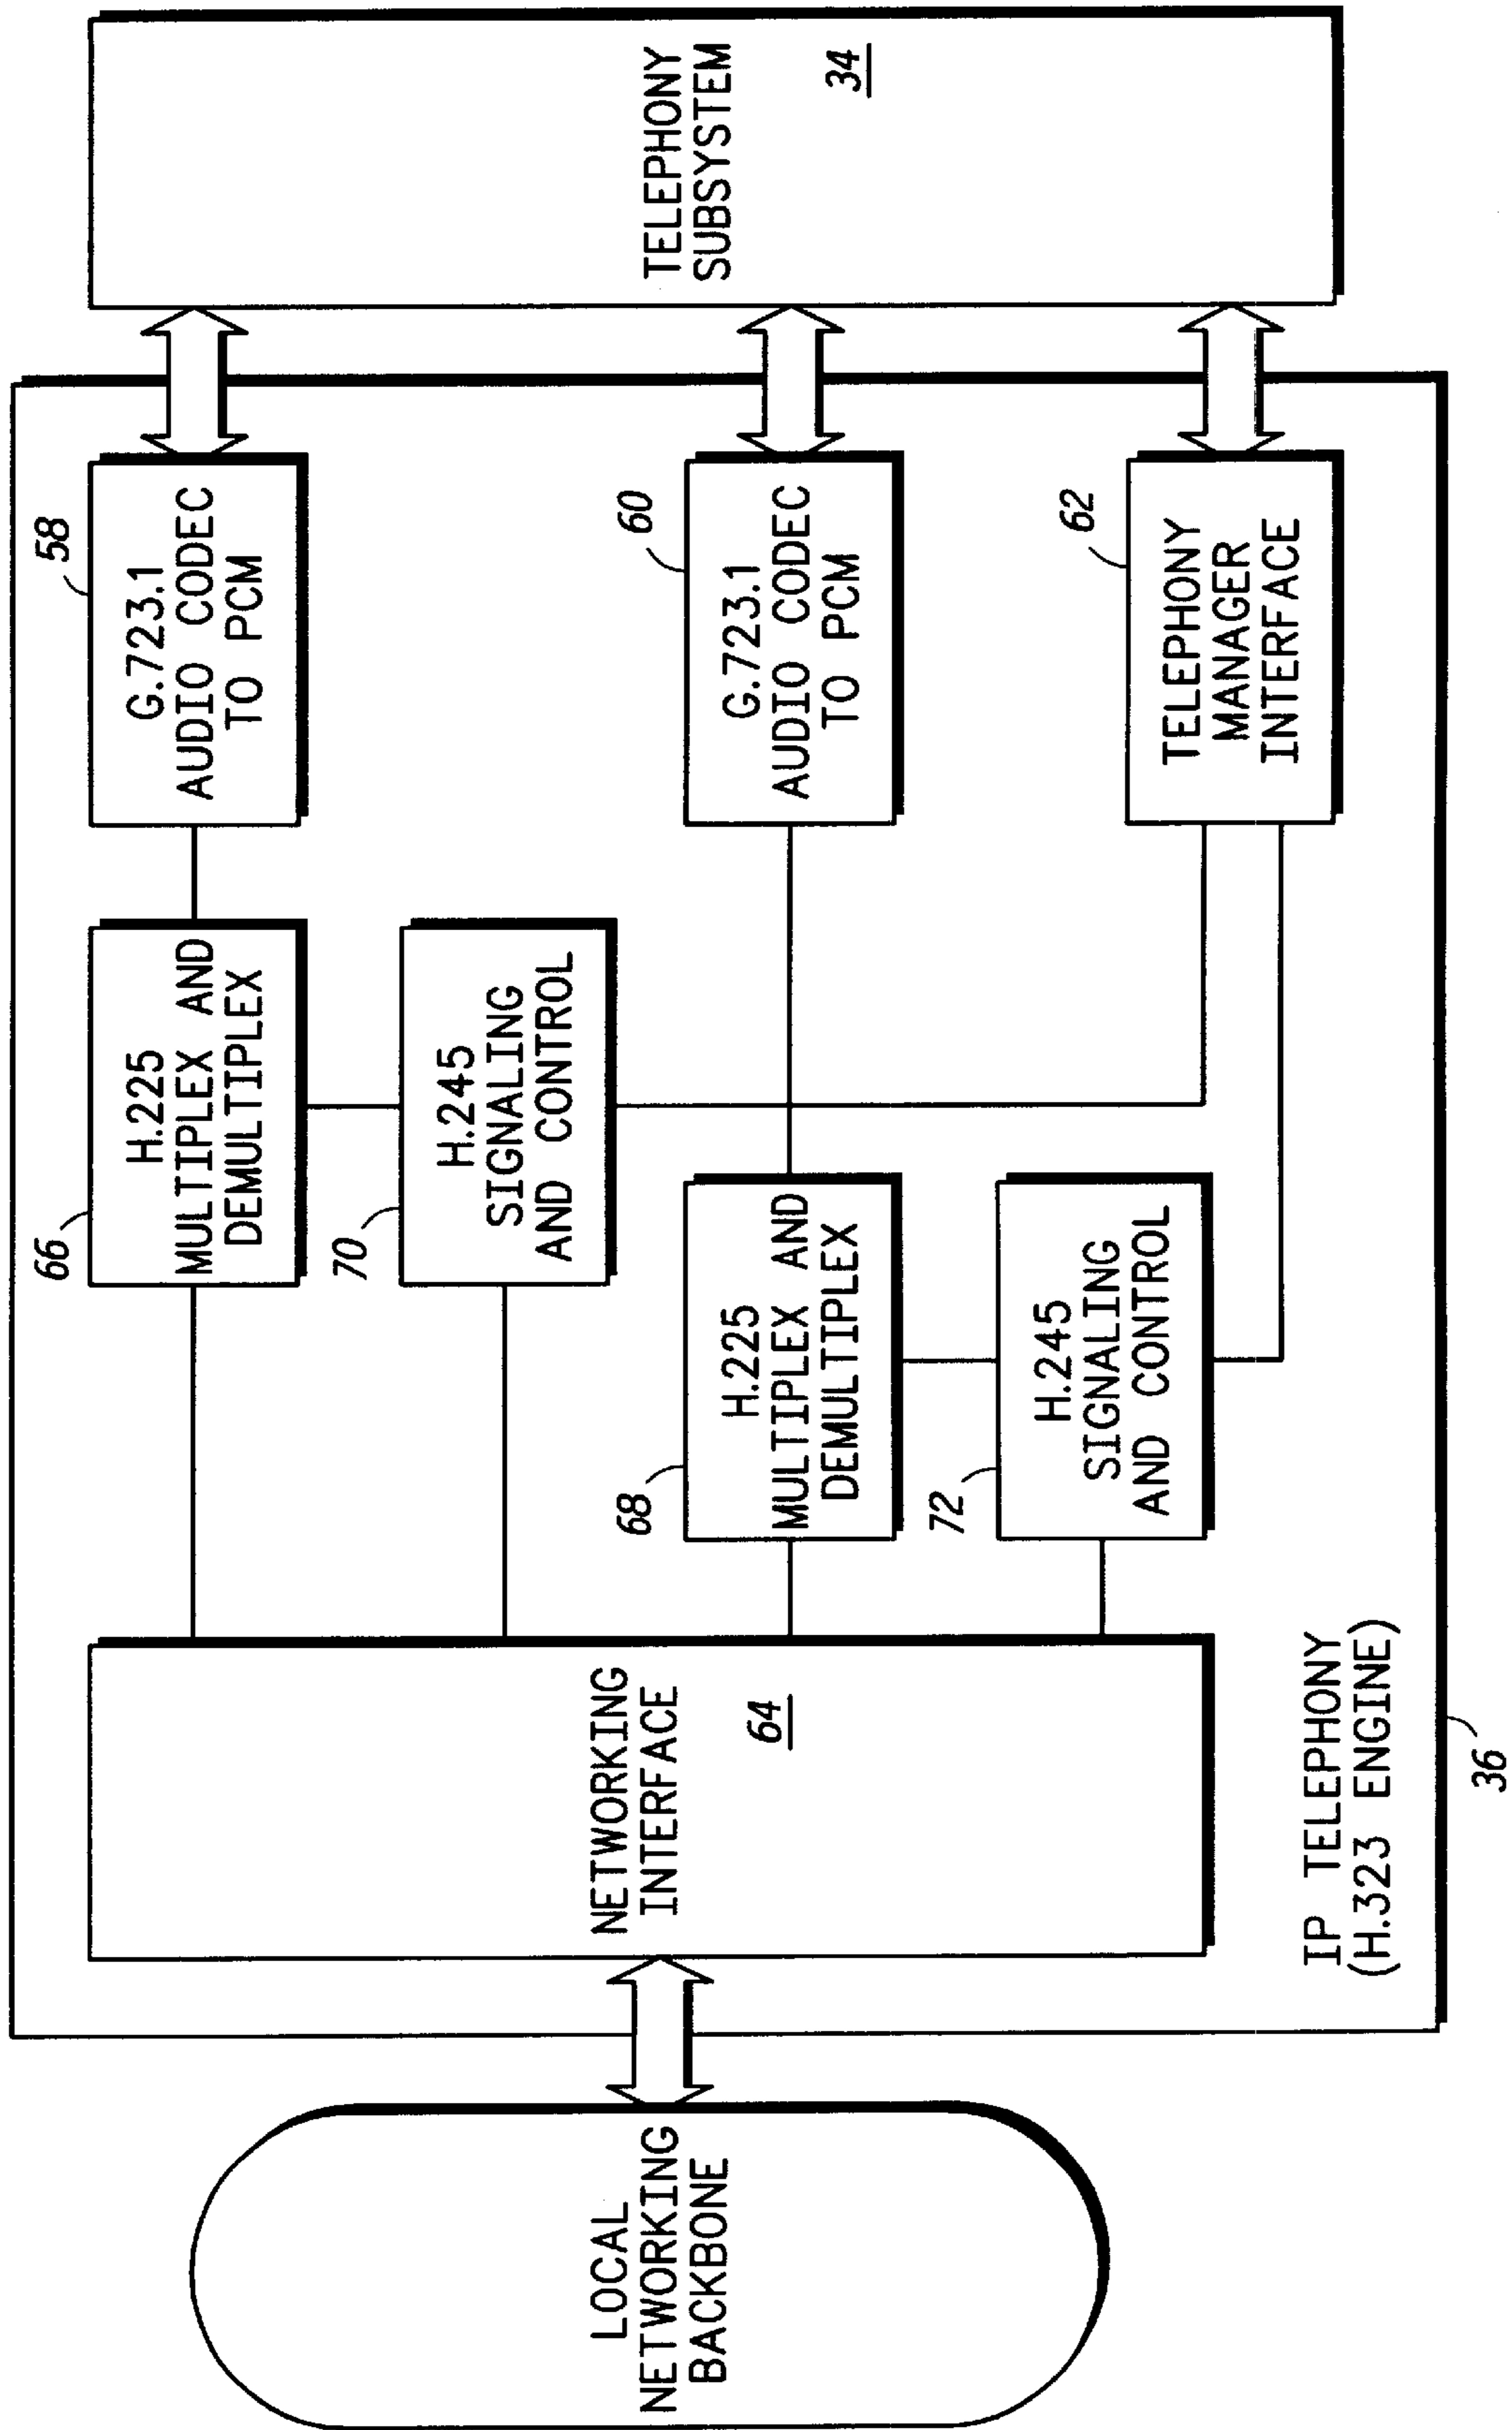 LOCAL
NETWORKING
BACKBONE
NETWORKING
INTERFACE
64
66
H.225
MULTIPLEX AND
DEMULTIPLEX
70
H.245
SIGNALING
AND CONTROL
68
H.225
MULTIPLEX AND
DEMULTIPLEX
72
H.245
SIGNALING
AND CONTROL
58
G.723.1
AUDIO CODEC
TO PCM
60
G.723.1
AUDIO CODEC
TO PCM
62
TELEPHONY
MANAGER
INTERFACE
TELEPHONY
SUBSYSTEM
34
IP TELEPHONY
(H.323 ENGINE)
36